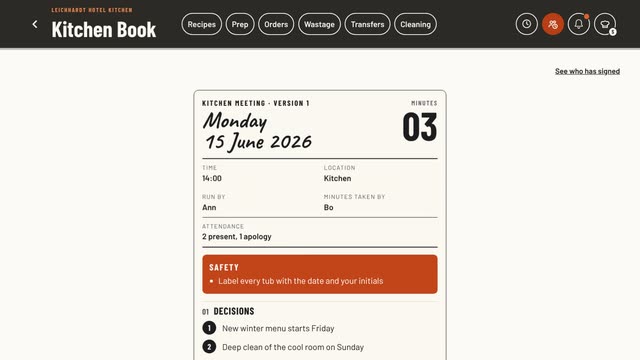 LEICHHARDT HOTEL KITCHEN
Kitchen Book
Recipes
Prep
Orders
Wastage
Transfers
Cleaning
See who has signed
KITCHEN MEETING · VERSION 1
MINUTES
Monday
15 June 2026
03
TIME
LOCATION
14:00
Kitchen
RUN BY
MINUTES TAKEN BY
Ann
Bo
ATTENDANCE
2 present, 1 apology
SAFETY
• Label every tub with the date and your initials
01 DECISIONS
1 New winter menu starts Friday
2 Deep clean of the cool room on Sunday